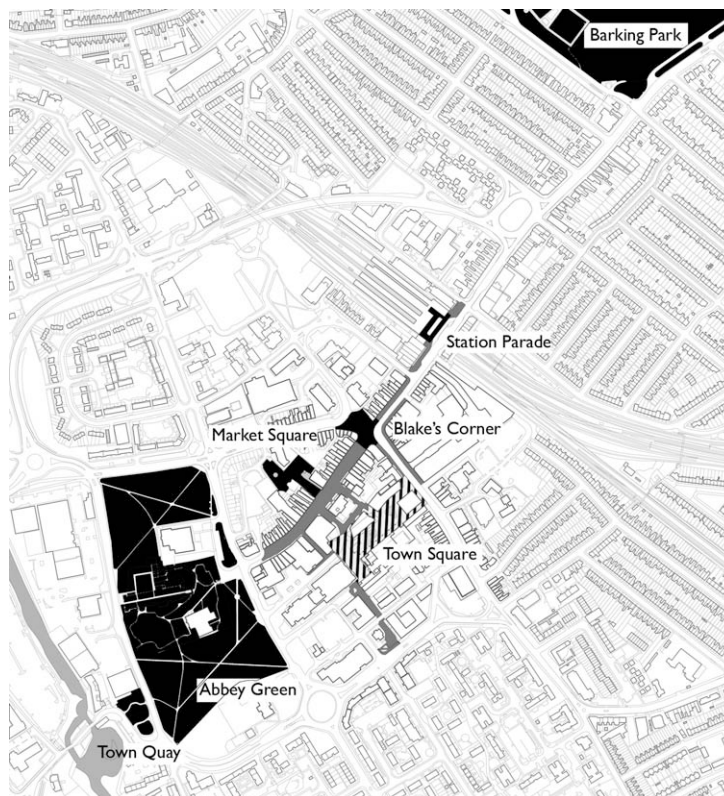 Barking Park
Station Parade
Market Square
Blake's Corner
Town Square
Abbey Green
Town Quay